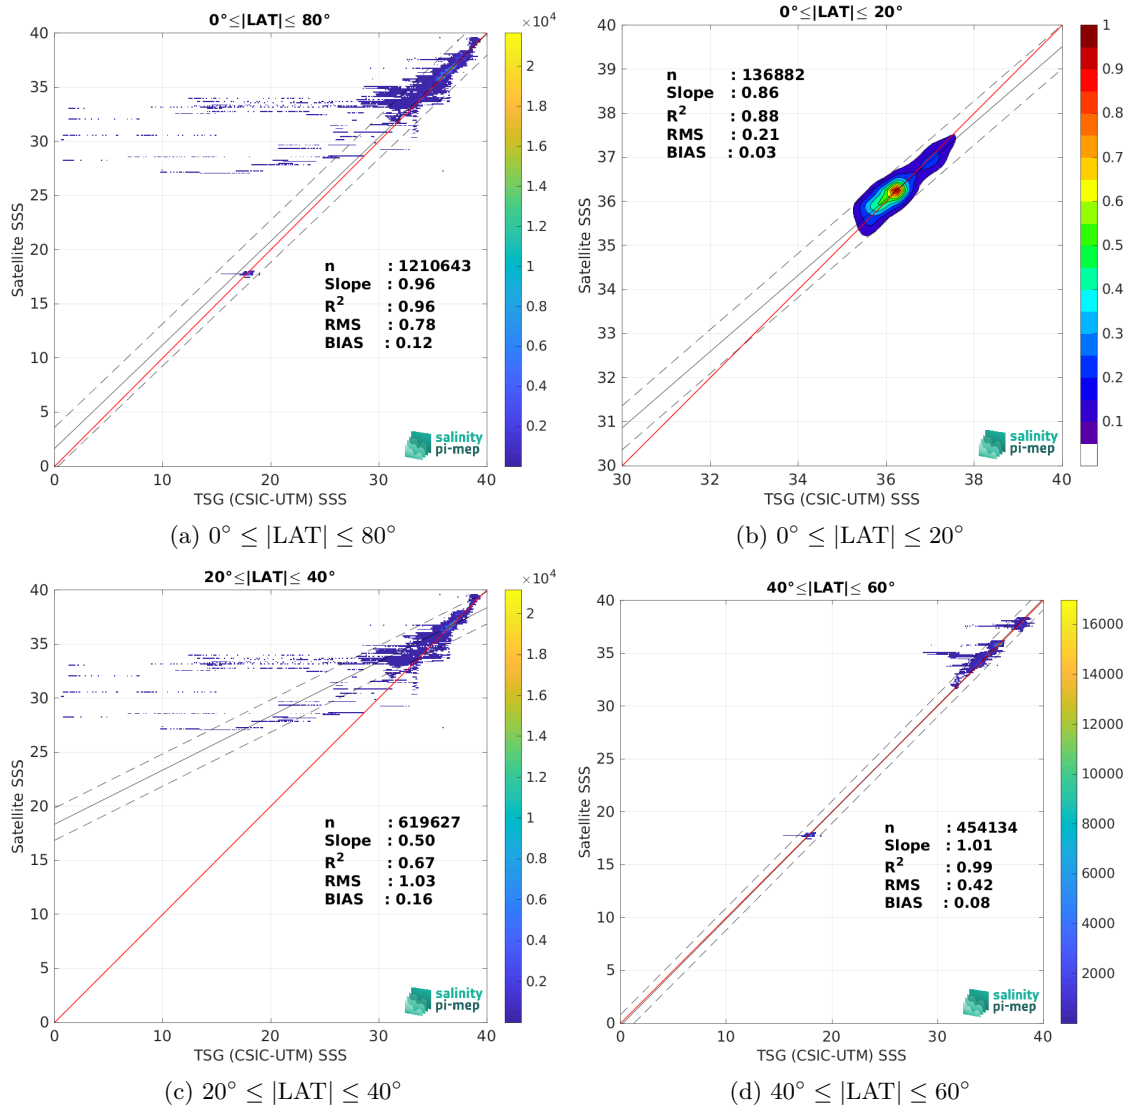 0°≤|LAT|≤ 80°
×10^4
40
35
30
25
20
15
10
5
0
Satellite SSS
n : 1210643
Slope : 0.96
R^2 : 0.96
RMS : 0.78
BIAS : 0.12
salinity
pi-mep
0 10 20 30 40
TSG (CSIC-UTM) SSS
2
1.8
1.6
1.4
1.2
1
0.8
0.6
0.4
0.2
(a) 0° ≤ |LAT| ≤ 80°
0°≤|LAT|≤ 20°
40
39
38
37
36
35
34
33
32
31
30
Satellite SSS
n : 136882
Slope : 0.86
R^2 : 0.88
RMS : 0.21
BIAS : 0.03
salinity
pi-mep
30 32 34 36 38 40
TSG (CSIC-UTM) SSS
1
0.9
0.8
0.7
0.6
0.5
0.4
0.3
0.2
0.1
(b) 0° ≤ |LAT| ≤ 20°
20°≤|LAT|≤ 40°
×10^4
40
35
30
25
20
15
10
5
0
Satellite SSS
n : 619627
Slope : 0.50
R^2 : 0.67
RMS : 1.03
BIAS : 0.16
salinity
pi-mep
0 10 20 30 40
TSG (CSIC-UTM) SSS
2
1.8
1.6
1.4
1.2
1
0.8
0.6
0.4
0.2
(c) 20° ≤ |LAT| ≤ 40°
40°≤|LAT|≤ 60°
40
35
30
25
20
15
10
5
0
Satellite SSS
n : 454134
Slope : 1.01
R^2 : 0.99
RMS : 0.42
BIAS : 0.08
salinity
pi-mep
0 10 20 30 40
TSG (CSIC-UTM) SSS
16000
14000
12000
10000
8000
6000
4000
2000
(d) 40° ≤ |LAT| ≤ 60°